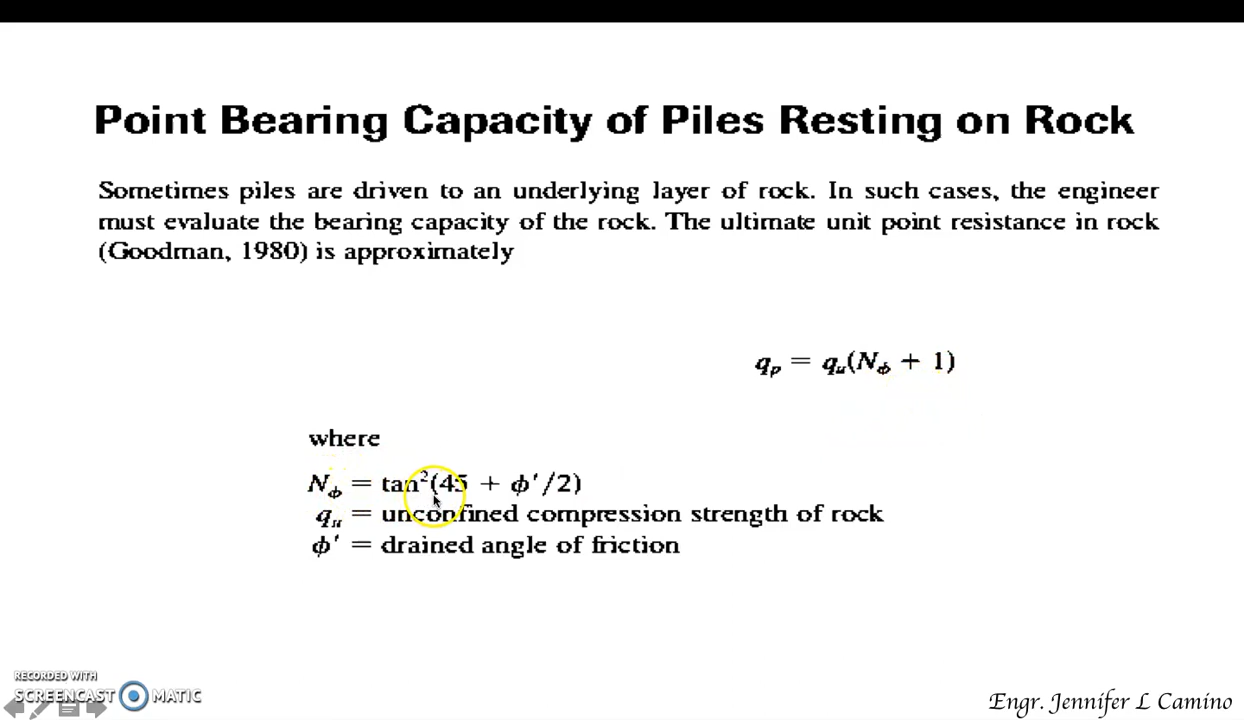 Point Bearing Capacity of Piles Resting on Rock
Sometimes piles are driven to an underlying layer of rock. In such cases, the engineer
must evaluate the bearing capacity of the rock. The ultimate unit point resistance in rock
(Goodman, 1980) is approximately
qₚ = qᵤ(N_ϕ + 1)
where
N_ϕ = tan²(45 + ϕ′/2)
qᵤ = unconfined compression strength of rock
ϕ′ = drained angle of friction
RECORDED WITH
SCREENCAST MATIC
Engr. Jennifer L Camino